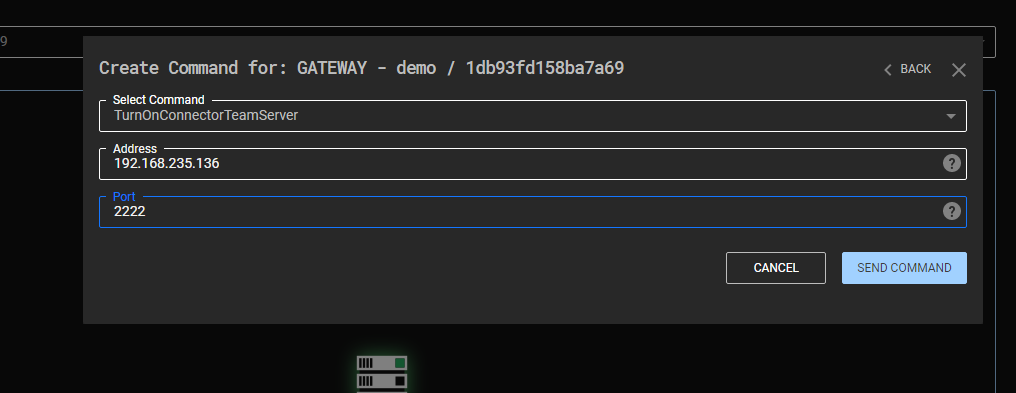 9
Create Command for: GATEWAY - demo / 1db93fd158ba7a69
BACK
Select Command
TurnOnConnectorTeamServer
Address
192.168.235.136
?
Port
2222
?
CANCEL
SEND COMMAND